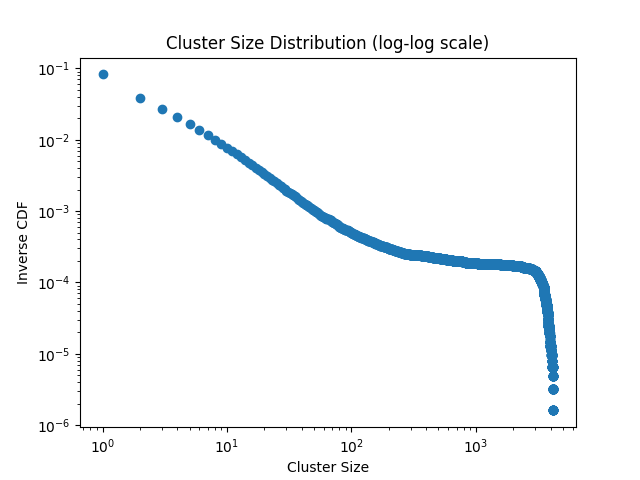 Cluster Size Distribution (log-log scale)
Inverse CDF
10⁻¹
10⁻²
10⁻³
10⁻⁴
10⁻⁵
10⁻⁶
10⁰ 10¹ 10² 10³
Cluster Size